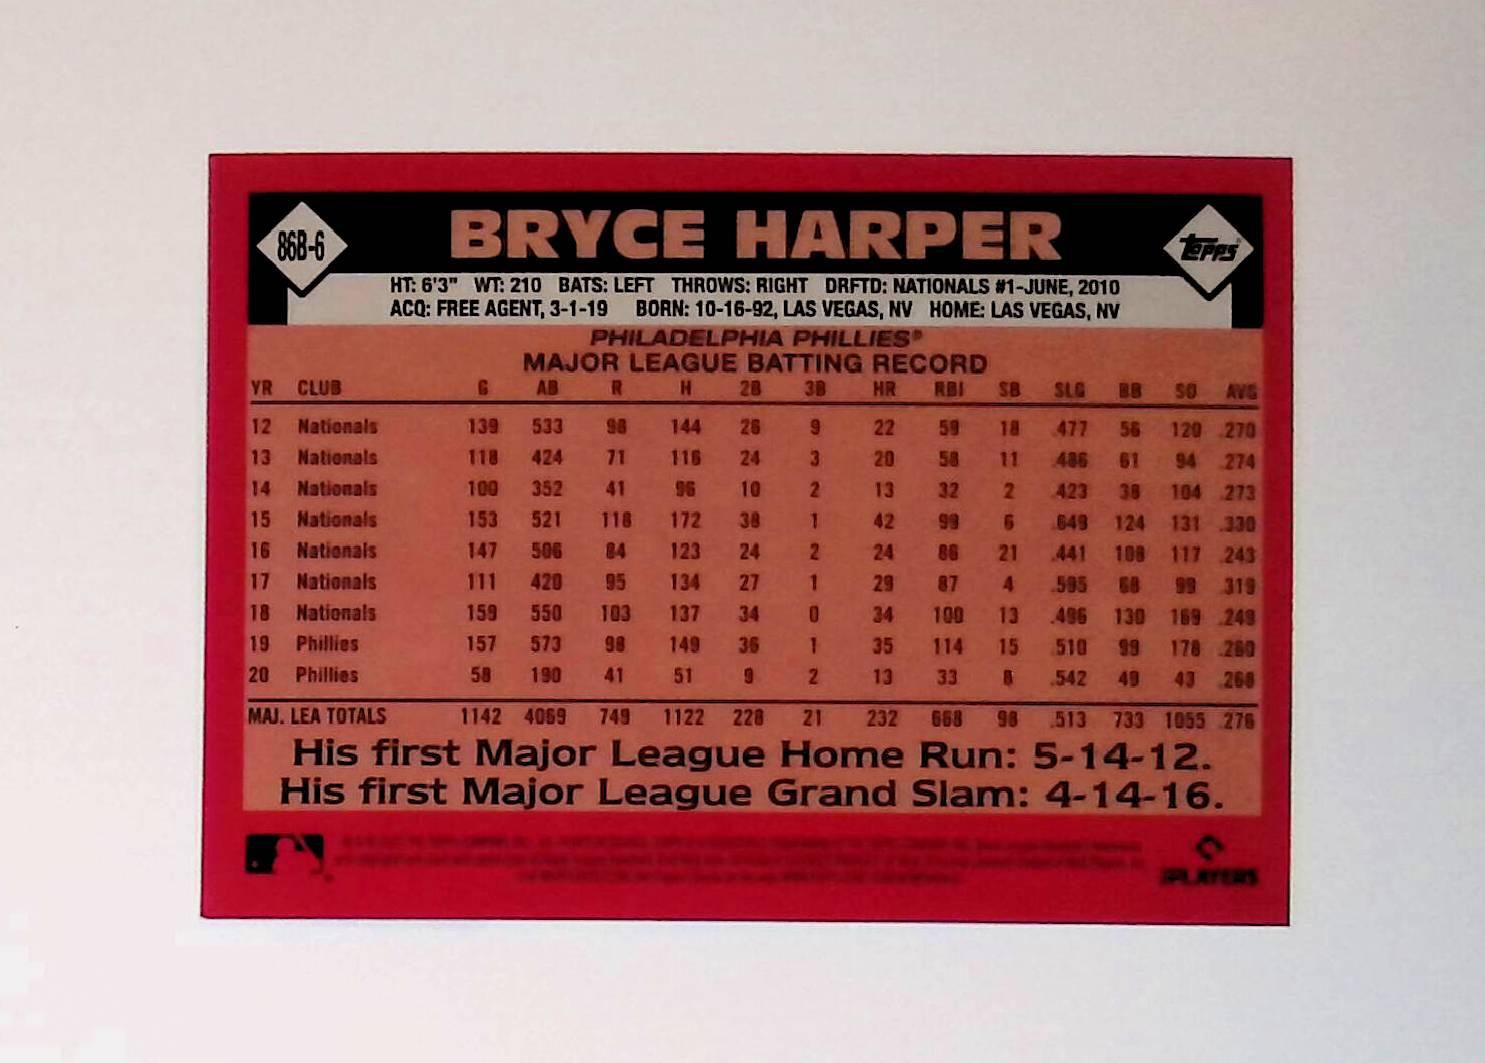 86B-6 BRYCE HARPER Topps
HT: 6'3" WT: 210 BATS: LEFT THROWS: RIGHT DRFTD: NATIONALS #1-JUNE, 2010
ACQ: FREE AGENT, 3-1-19 BORN: 10-16-92, LAS VEGAS, NV HOME: LAS VEGAS, NV
PHILADELPHIA PHILLIES®
MAJOR LEAGUE BATTING RECORD
YR CLUB G AB R H 2B 3B HR RBI SB SLG BB SO AVG
12 Nationals 139 533 98 144 26 9 22 59 18 .477 56 120 .270
13 Nationals 118 424 71 116 24 3 20 58 11 .486 61 94 .274
14 Nationals 100 352 41 96 10 2 13 32 2 .423 38 104 .273
15 Nationals 153 521 118 172 38 1 42 99 6 .649 124 131 .330
16 Nationals 147 506 84 123 24 2 24 86 21 .441 108 117 .243
17 Nationals 111 420 95 134 27 1 29 87 4 .595 68 99 .319
18 Nationals 159 550 103 137 34 0 34 100 13 .496 130 169 .249
19 Phillies 157 573 98 149 36 1 35 114 15 .510 99 178 .260
20 Phillies 58 190 41 51 9 2 13 33 8 .542 49 43 .268
MAJ. LEA TOTALS 1142 4069 749 1122 228 21 232 668 98 .513 733 1055 .276
His first Major League Home Run: 5-14-12.
His first Major League Grand Slam: 4-14-16.
PLAYERS